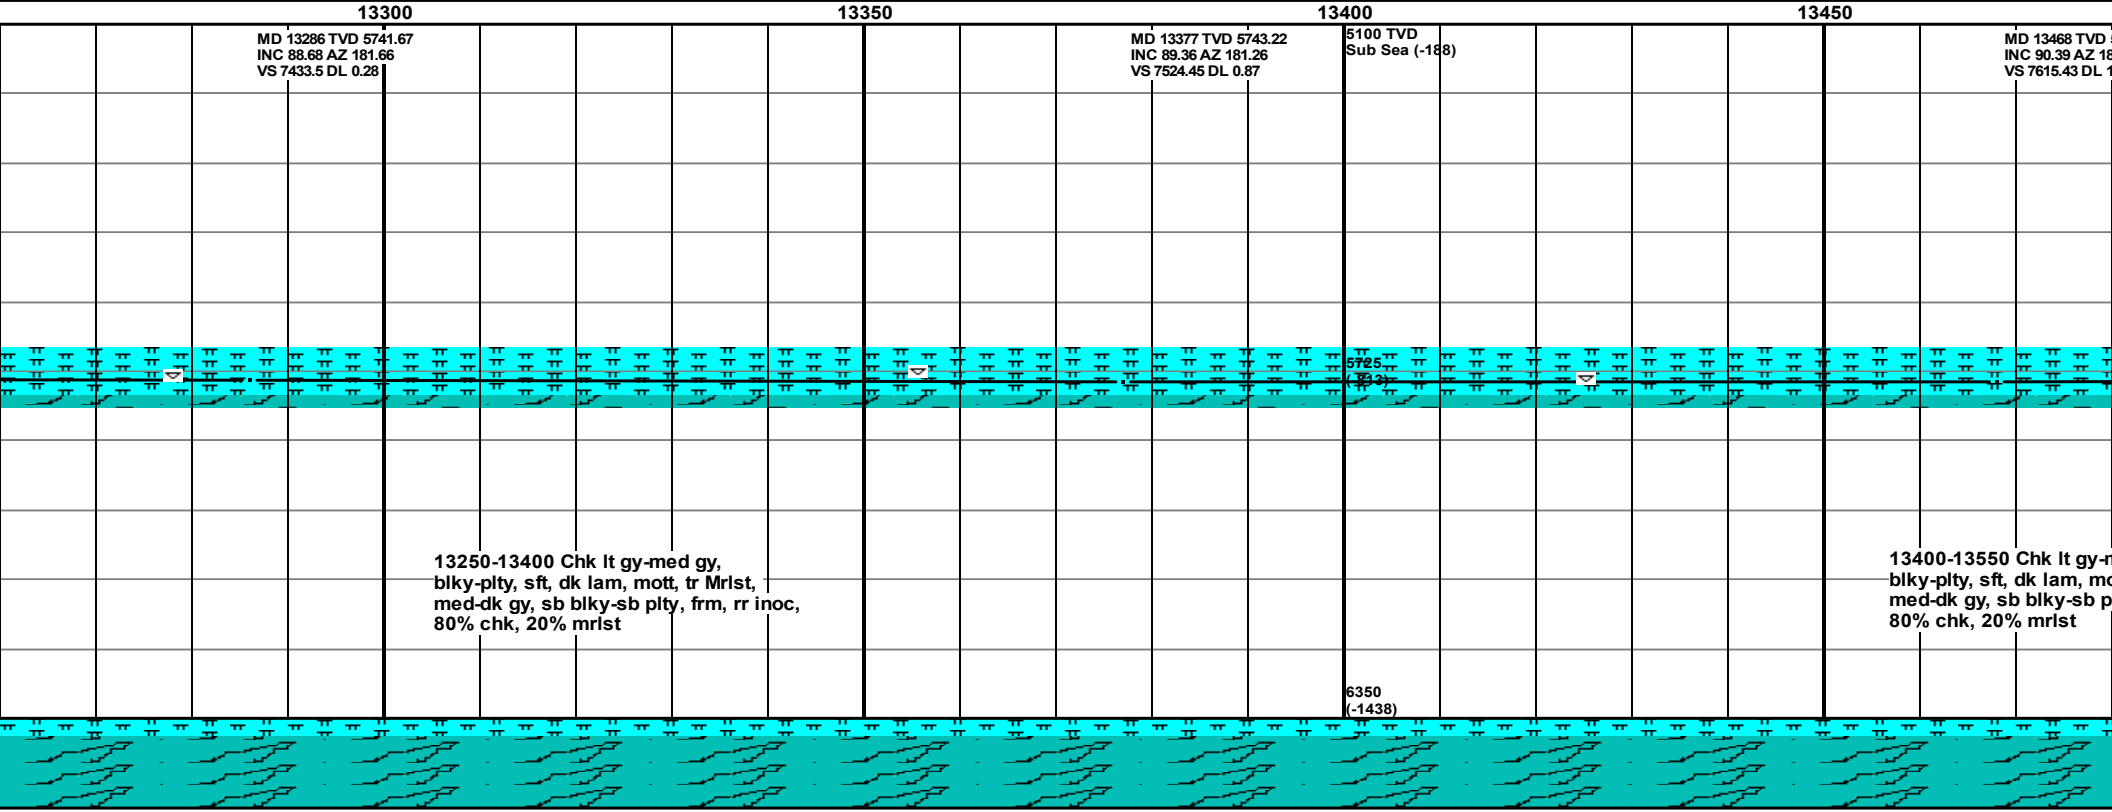 13300 13350 13400 13450
MD 13286 TVD 5741.67
INC 88.68 AZ 181.66
VS 7433.5 DL 0.28
MD 13377 TVD 5743.22
INC 89.36 AZ 181.26
VS 7524.45 DL 0.87
5100 TVD
Sub Sea (-188)
MD 13468 TVD
INC 90.39 AZ 18
VS 7615.43 DL 1
5725
(-813)
13250-13400 Chk lt gy-med gy,
blky-plty, sft, dk lam, mott, tr Mrlst,
med-dk gy, sb blky-sb plty, frm, rr inoc,
80% chk, 20% mrlst
13400-13550 Chk lt gy-m
blky-plty, sft, dk lam, mo
med-dk gy, sb blky-sb p
80% chk, 20% mrlst
6350
(-1438)